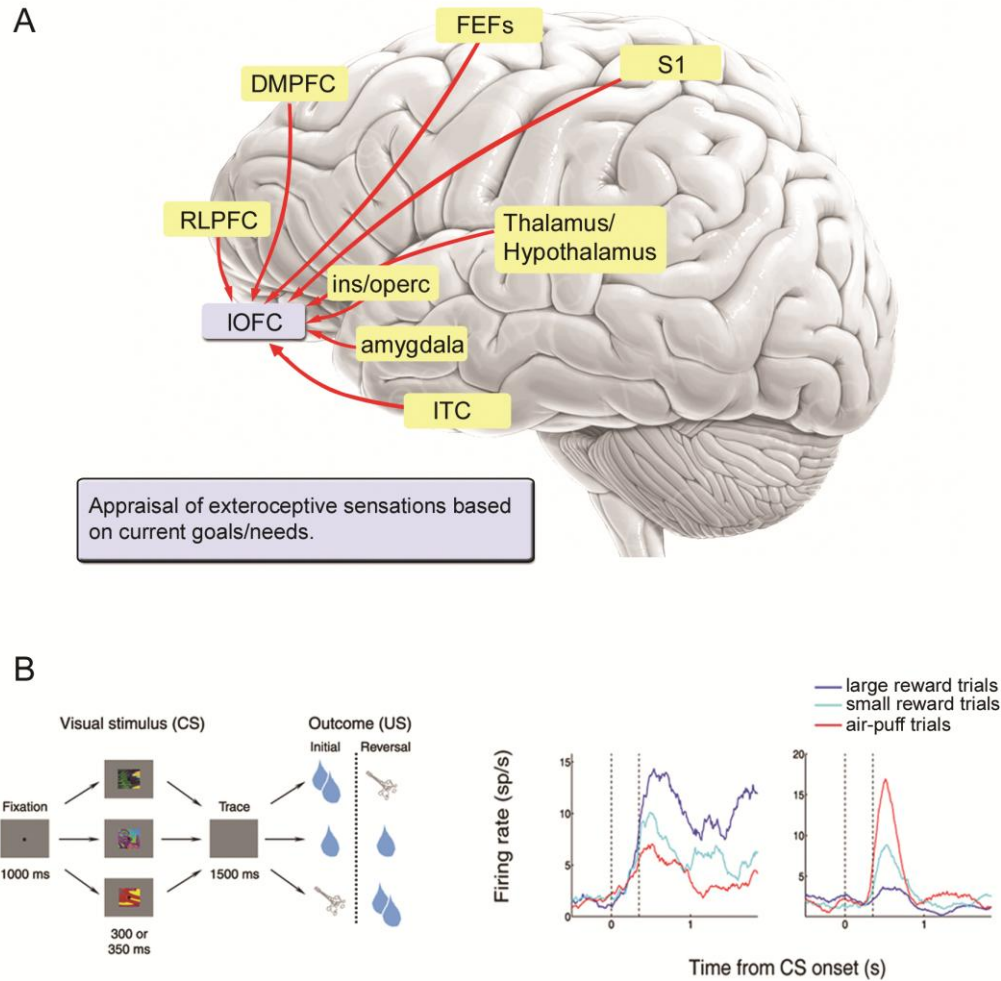 A
FEFs
S1
DMPFC
RLPFC
Thalamus/
Hypothalamus
ins/operc
lOFC
amygdala
ITC
Appraisal of exteroceptive sensations based
on current goals/needs.
B
large reward trials
small reward trials
air-puff trials
Visual stimulus (CS)
Outcome (US)
Initial
Reversal
Fixation
1000 ms
300 or
350 ms
Trace
1500 ms
Firing rate (sp/s)
15
10
5
0
0
1
20
15
10
5
0
1
Time from CS onset (s)